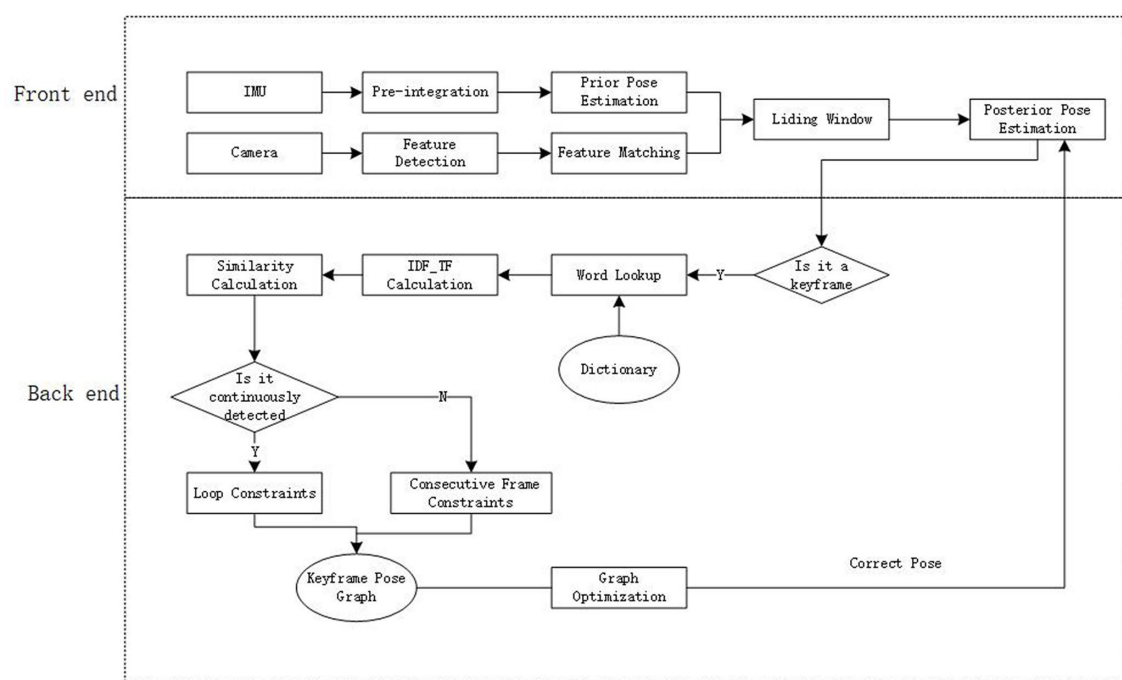 Front end
IMU
Pre-integration
Prior Pose
Estimation
Camera
Feature
Detection
Feature Matching
Liding Window
Posterior Pose
Estimation
Back end
Similarity
Calculation
IDF_TF
Calculation
Word Lookup
Y
Is it a
keyframe
Dictionary
Is it
continuously
detected
N
Y
Loop Constraints
Consecutive Frame
Constraints
Keyframe Pose
Graph
Graph
Optimization
Correct Pose